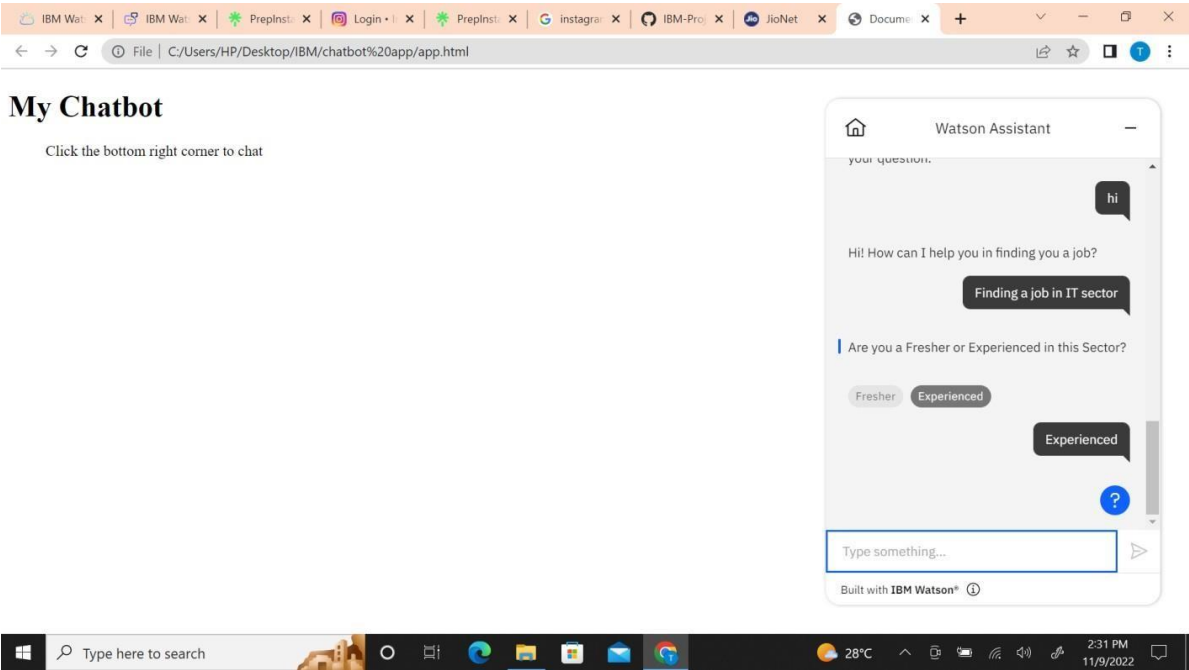 IBM Wat
IBM Wat
PrepInst
Login •
PrepInst
instagra
IBM-Pro
JioNet
Docume
File | C:/Users/HP/Desktop/IBM/chatbot%20app/app.html
T
My Chatbot
Click the bottom right corner to chat
Watson Assistant
your question.
hi
Hi! How can I help you in finding you a job?
Finding a job in IT sector
Are you a Fresher or Experienced in this Sector?
Fresher Experienced
Experienced
?
Type something...
Built with IBM Watson®
Type here to search
28°C
2:31 PM
11/9/2022